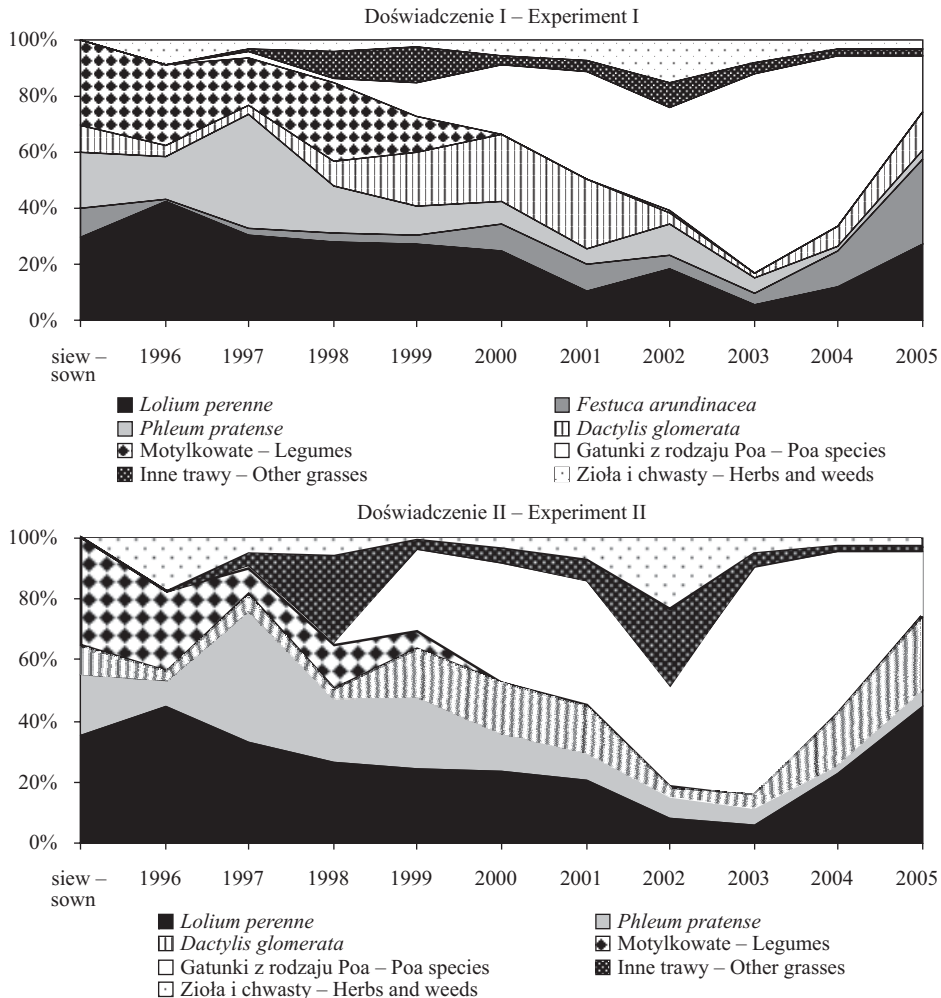 Doświadczenie I – Experiment I
100%
80%
60%
40%
20%
0%
siew – sown 1996 1997 1998 1999 2000 2001 2002 2003 2004 2005
Lolium perenne
Festuca arundinacea
Phleum pratense
Dactylis glomerata
Motylkowate – Legumes
Gatunki z rodzaju Poa – Poa species
Inne trawy – Other grasses
Zioła i chwasty – Herbs and weeds
Doświadczenie II – Experiment II
100%
80%
60%
40%
20%
0%
siew – sown 1996 1997 1998 1999 2000 2001 2002 2003 2004 2005
Lolium perenne
Phleum pratense
Dactylis glomerata
Motylkowate – Legumes
Gatunki z rodzaju Poa – Poa species
Inne trawy – Other grasses
Zioła i chwasty – Herbs and weeds